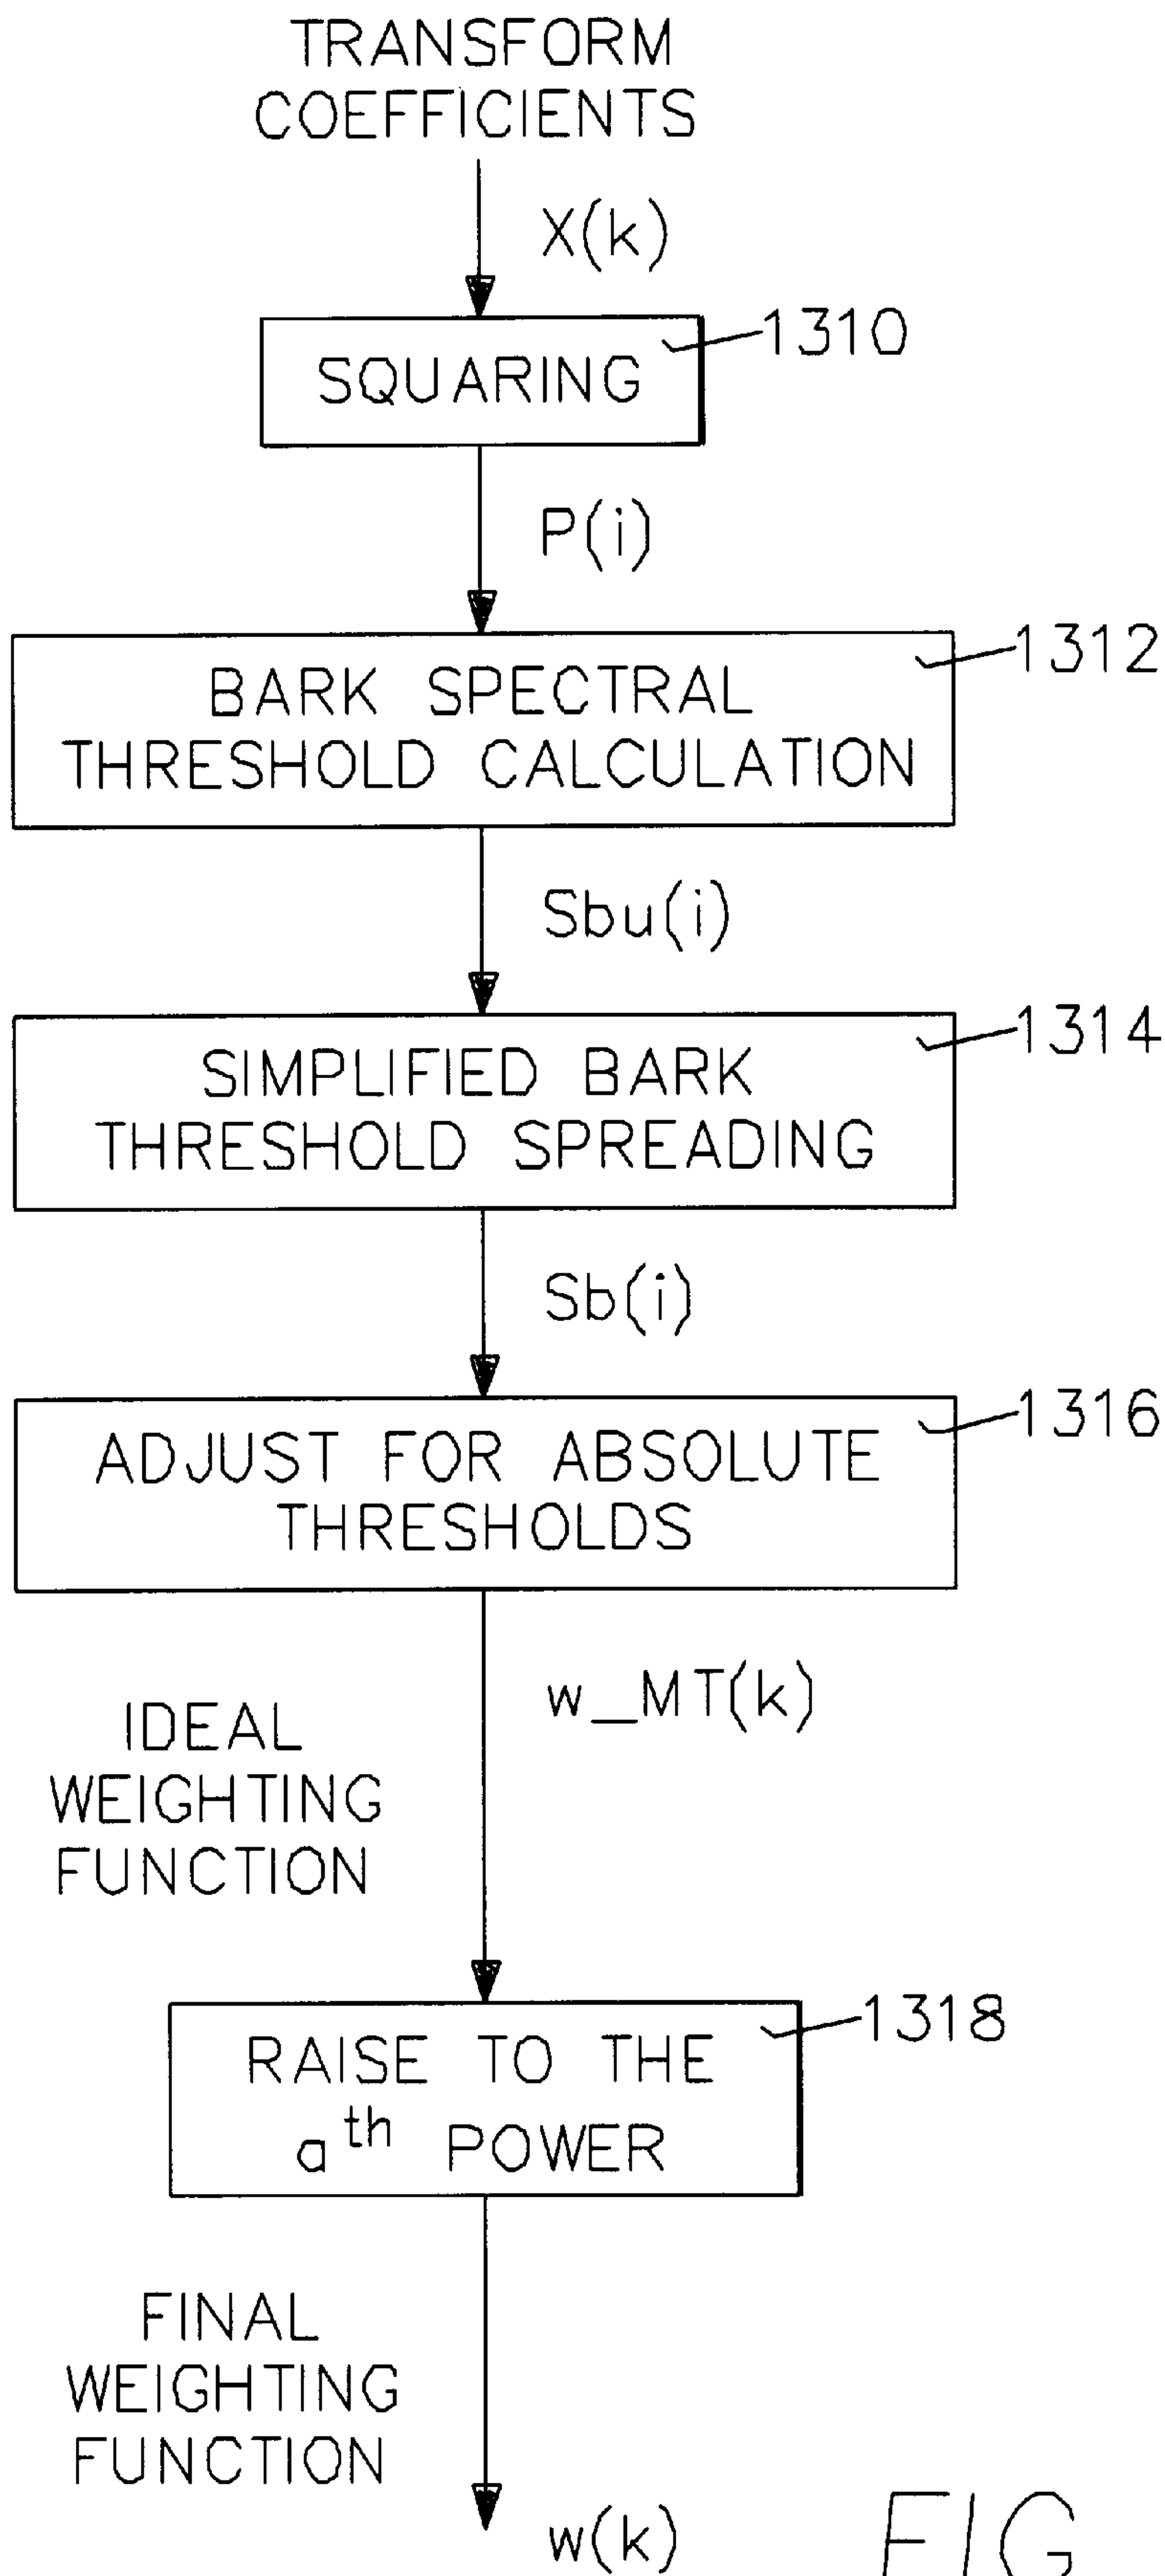 TRANSFORM
COEFFICIENTS
X(k)
1310
SQUARING
P(i)
1312
BARK SPECTRAL
THRESHOLD CALCULATION
Sbu(i)
1314
SIMPLIFIED BARK
THRESHOLD SPREADING
Sb(i)
1316
ADJUST FOR ABSOLUTE
THRESHOLDS
w_MT(k)
IDEAL
WEIGHTING
FUNCTION
1318
RAISE TO THE
a^th POWER
FINAL
WEIGHTING
FUNCTION
w(k)
FIG